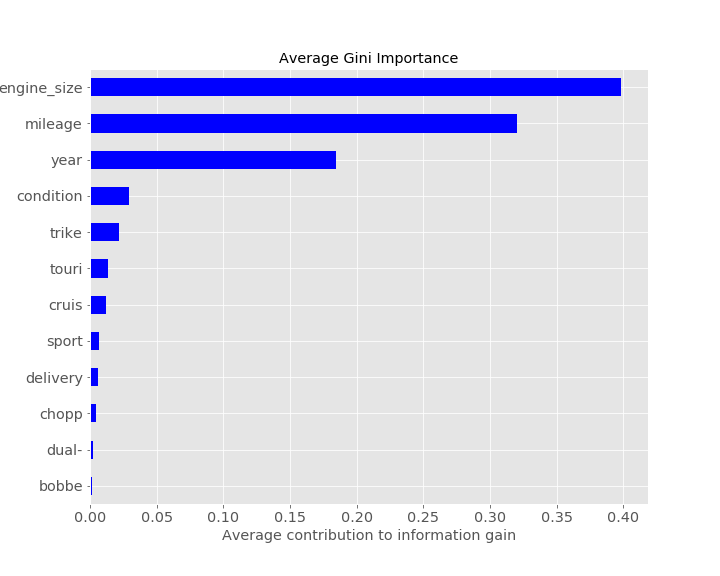 Average Gini Importance
engine_size
mileage
year
condition
trike
touri
cruis
sport
delivery
chopp
dual-
bobbe
0.00 0.05 0.10 0.15 0.20 0.25 0.30 0.35 0.40
Average contribution to information gain